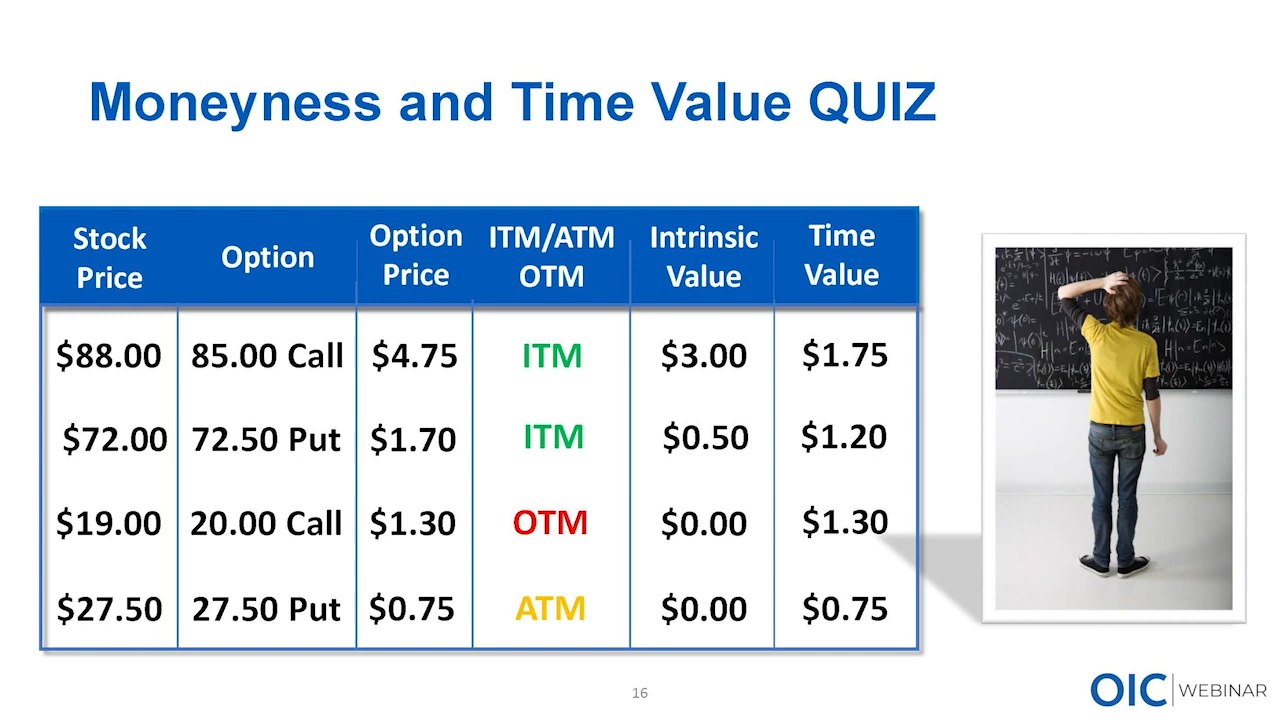 Moneyness and Time Value QUIZ
Stock Price Option Option Price ITM/ATM OTM Intrinsic Value Time Value
$88.00 85.00 Call $4.75 ITM $3.00 $1.75
$72.00 72.50 Put $1.70 ITM $0.50 $1.20
$19.00 20.00 Call $1.30 OTM $0.00 $1.30
$27.50 27.50 Put $0.75 ATM $0.00 $0.75
16
OIC WEBINAR